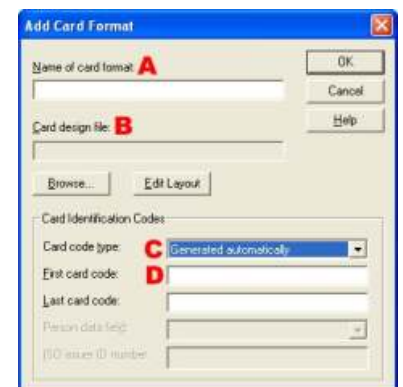 Add Card Format
Name of card format: A
OK
Cancel
Card design file: B
Help
Browse...
Edit Layout
Card Identification Codes
Card code type: C Generated automatically
First card code: D
Last card code:
Person data field:
ISO issuer ID number